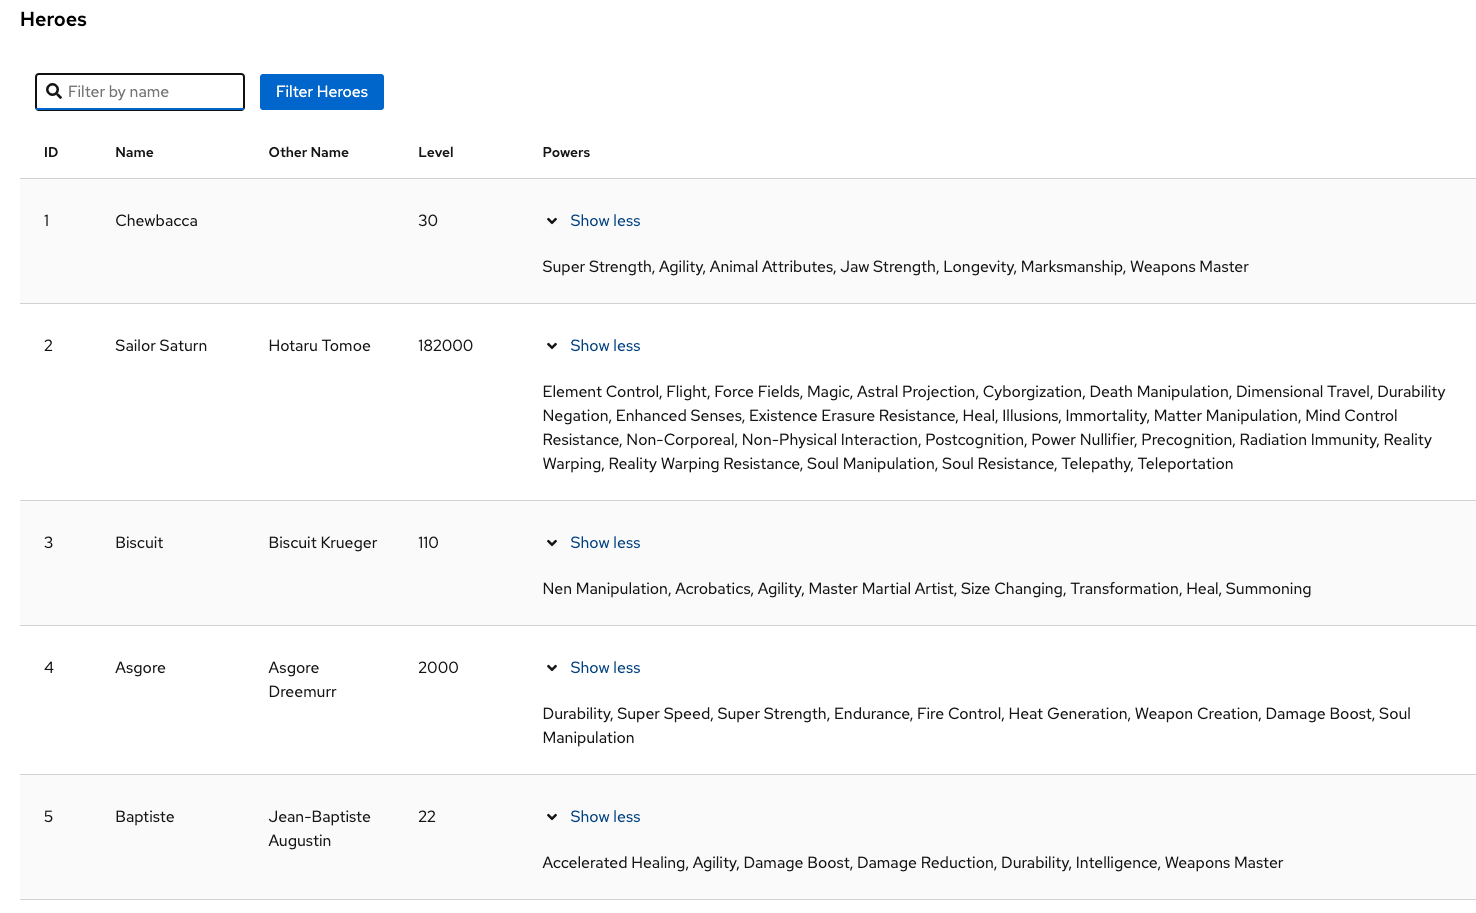 Heroes
Filter by name Filter Heroes
ID Name Other Name Level Powers
1 Chewbacca 30 Show less
Super Strength, Agility, Animal Attributes, Jaw Strength, Longevity, Marksmanship, Weapons Master
2 Sailor Saturn Hotaru Tomoe 182000 Show less
Element Control, Flight, Force Fields, Magic, Astral Projection, Cyborgization, Death Manipulation, Dimensional Travel, Durability
Negation, Enhanced Senses, Existence Erasure Resistance, Heal, Illusions, Immortality, Matter Manipulation, Mind Control
Resistance, Non-Corporeal, Non-Physical Interaction, Postcognition, Power Nullifier, Precognition, Radiation Immunity, Reality
Warping, Reality Warping Resistance, Soul Manipulation, Soul Resistance, Telepathy, Teleportation
3 Biscuit Biscuit Krueger 110 Show less
Nen Manipulation, Acrobatics, Agility, Master Martial Artist, Size Changing, Transformation, Heal, Summoning
4 Asgore Asgore 2000 Show less
Dreemurr
Durability, Super Speed, Super Strength, Endurance, Fire Control, Heat Generation, Weapon Creation, Damage Boost, Soul
Manipulation
5 Baptiste Jean-Baptiste 22 Show less
Augustin
Accelerated Healing, Agility, Damage Boost, Damage Reduction, Durability, Intelligence, Weapons Master